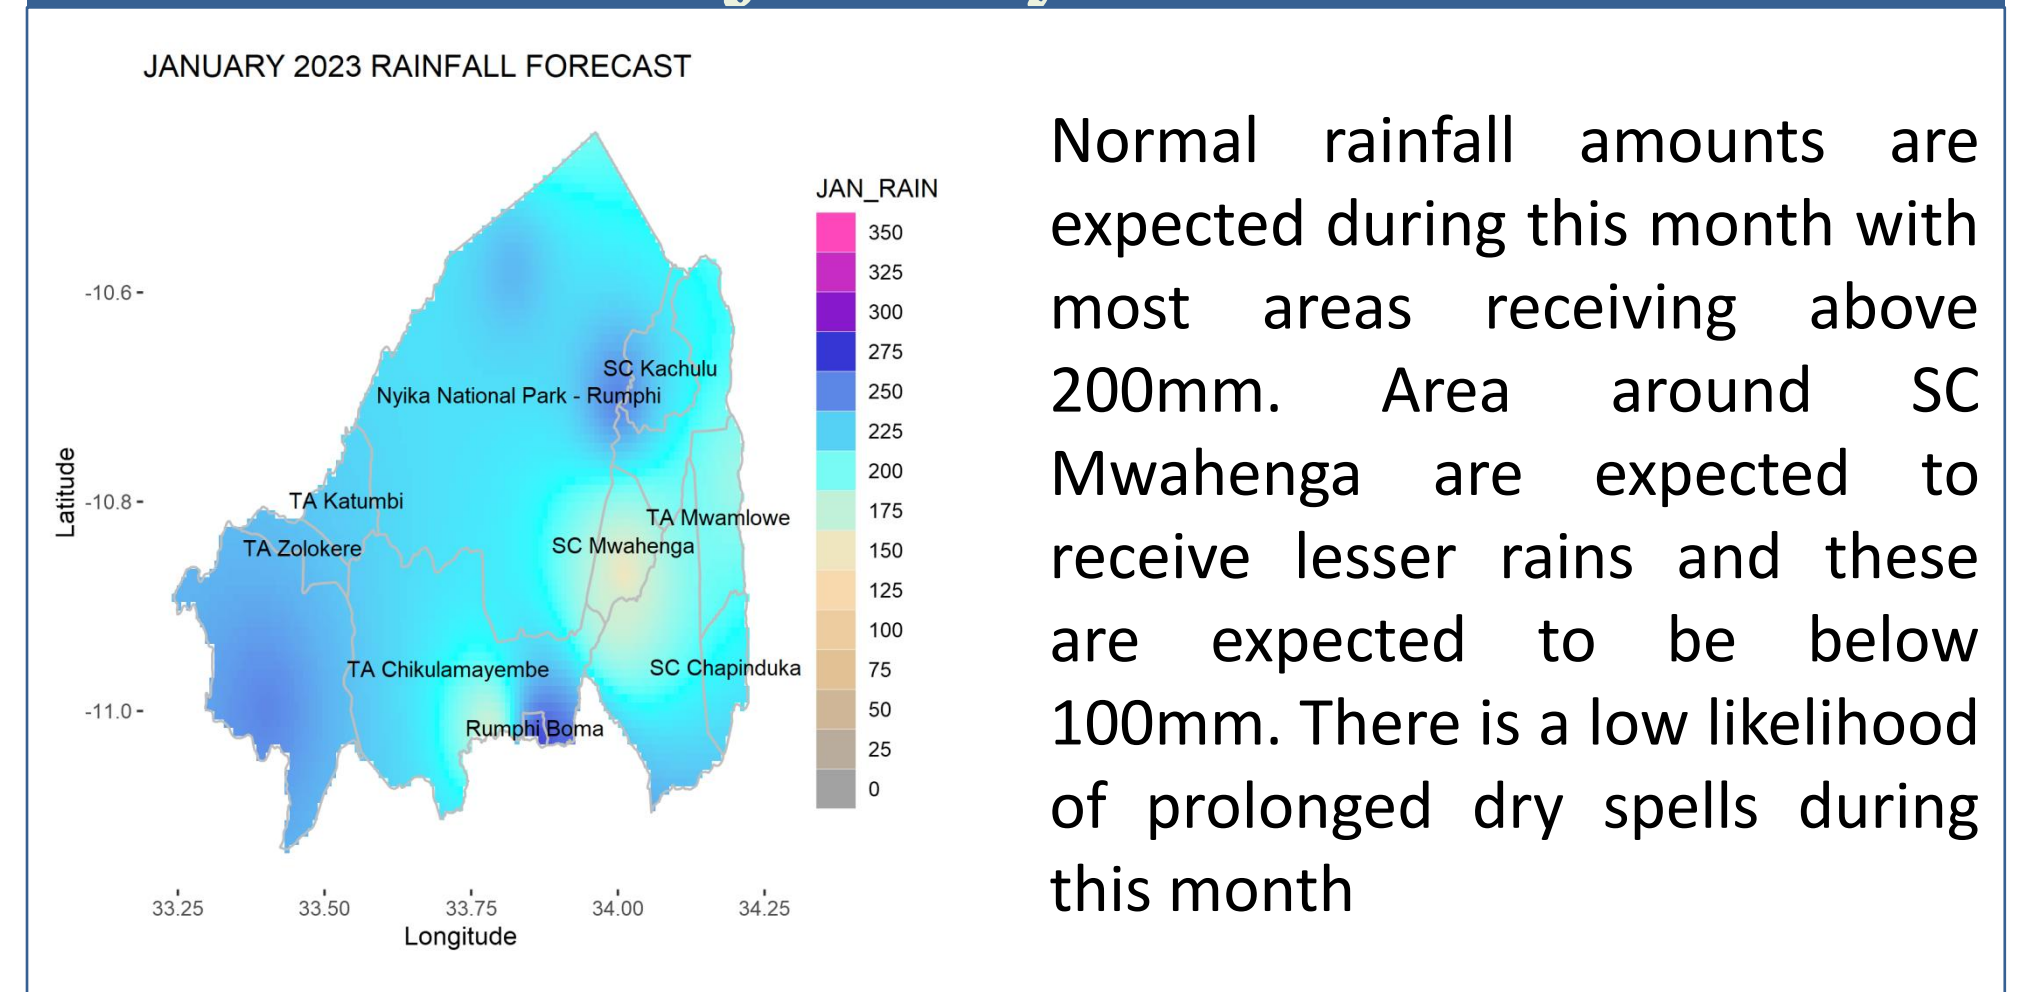 JANUARY 2023 RAINFALL FORECAST
JAN_RAIN
350
325
300
275
250
225
200
175
150
125
100
75
50
25
0
Latitude
-10.6
-10.8
-11.0
SC Kachulu
Nyika National Park - Rumphi
TA Katumbi
TA Mwamlowe
TA Zolokere
SC Mwahenga
TA Chikulamayembe
SC Chapinduka
Rumphi Boma
33.25
33.50
33.75
34.00
34.25
Longitude
Normal rainfall amounts are
expected during this month with
most areas receiving above
200mm. Area around SC
Mwahenga are expected to
receive lesser rains and these
are expected to be below
100mm. There is a low likelihood
of prolonged dry spells during
this month